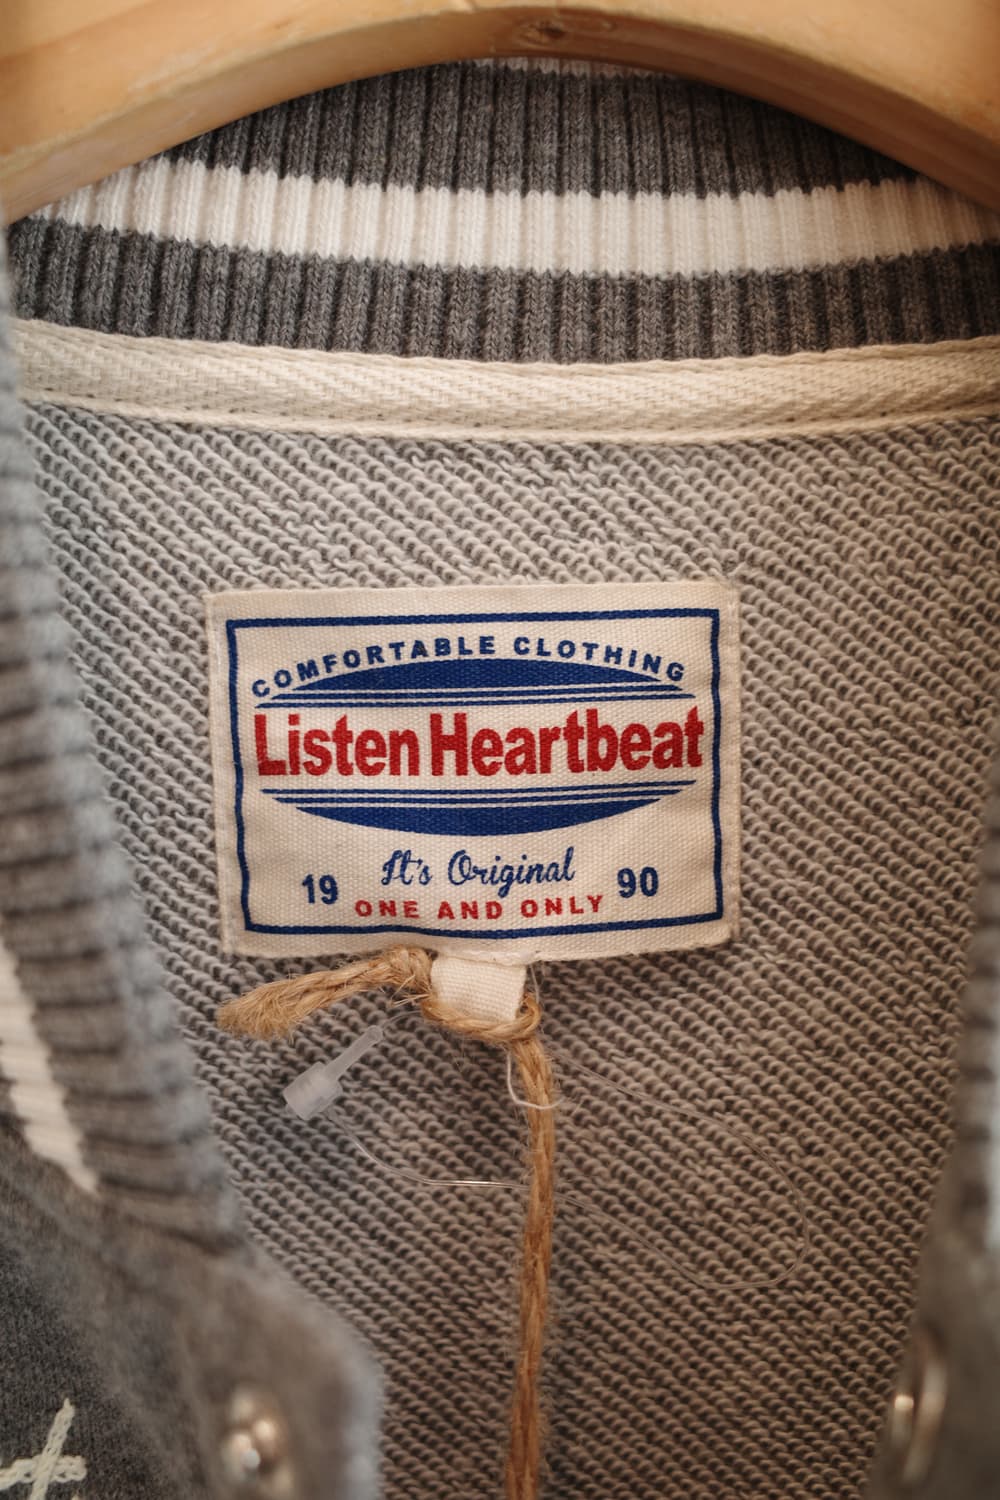 COMFORTABLE CLOTHING
Listen Heartbeat
It's Original
19 90
ONE AND ONLY